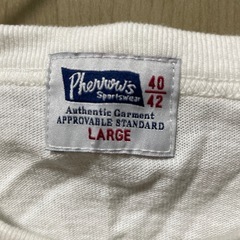 Pherrow's
Sportswear
40
42
Authentic Garment
APPROVABLE STANDARD
LARGE